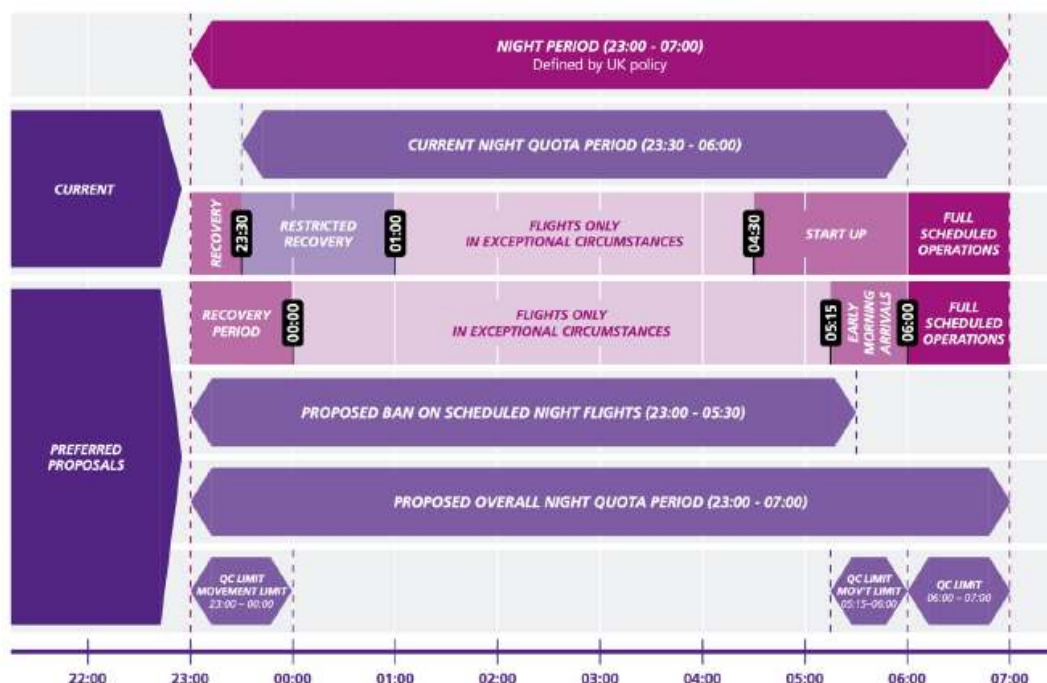 NIGHT PERIOD (23:00 - 07:00)
Defined by UK policy
CURRENT
CURRENT NIGHT QUOTA PERIOD (23:30 - 06:00)
RECOVERY
23:30
RESTRICTED
RECOVERY
01:00
FLIGHTS ONLY
IN EXCEPTIONAL CIRCUMSTANCES
04:30
START UP
FULL
SCHEDULED
OPERATIONS
PREFERRED
PROPOSALS
RECOVERY
PERIOD
00:00
FLIGHTS ONLY
IN EXCEPTIONAL CIRCUMSTANCES
05:15
EARLY
MORNING
ARRIVALS
06:00
FULL
SCHEDULED
OPERATIONS
PROPOSED BAN ON SCHEDULED NIGHT FLIGHTS (23:00 - 05:30)
PROPOSED OVERALL NIGHT QUOTA PERIOD (23:00 - 07:00)
QC LIMIT
MOVEMENT LIMIT
23:00 – 00:00
QC LIMIT
MOV'T LIMIT
05:15–06:00
QC LIMIT
06:00 – 07:00
22:00 23:00 00:00 01:00 02:00 03:00 04:00 05:00 06:00 07:00